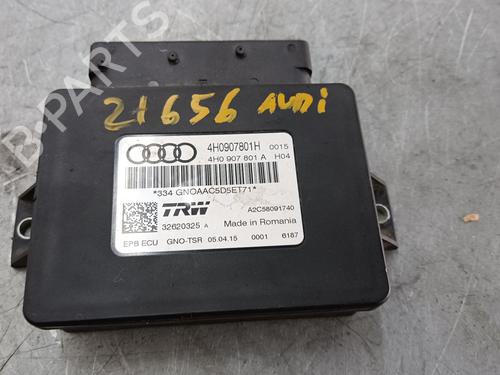 B-PARTS
21656 AUDI
4H0907801H 0015
4H0 907 801 A H04
*334 GNOAAC5D5ET71*
TRW
A2C58091740
32620325 A
Made in Romania
EPB ECU GNO-TSR 05.04.15 0001 6187